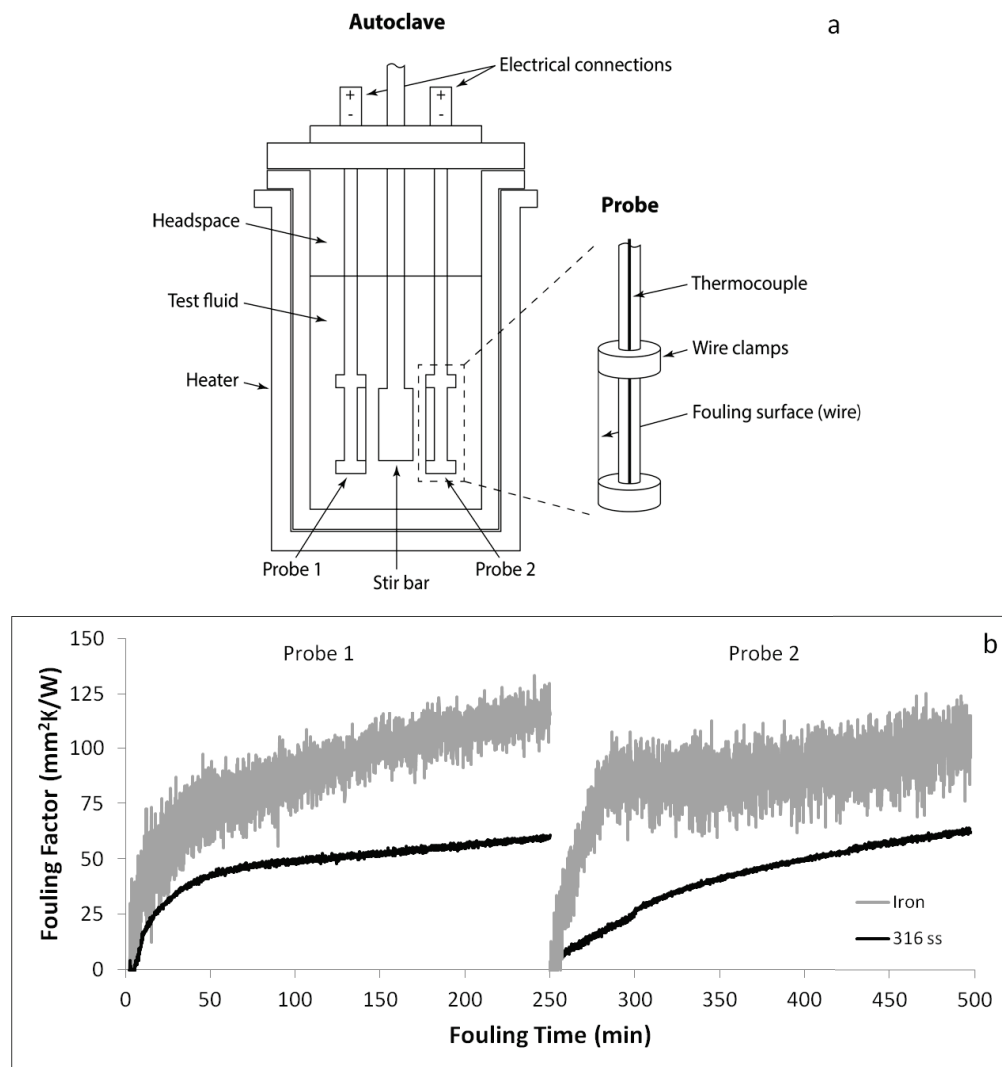 Autoclave
a
Electrical connections
+
-
+
-
Headspace
Test fluid
Heater
Probe 1
Stir bar
Probe 2
Probe
Thermocouple
Wire clamps
Fouling surface (wire)
b
Probe 1
Probe 2
Fouling Factor (mm²K/W)
150
125
100
75
50
25
0
Iron
316 ss
0 50 100 150 200 250 300 350 400 450 500
Fouling Time (min)